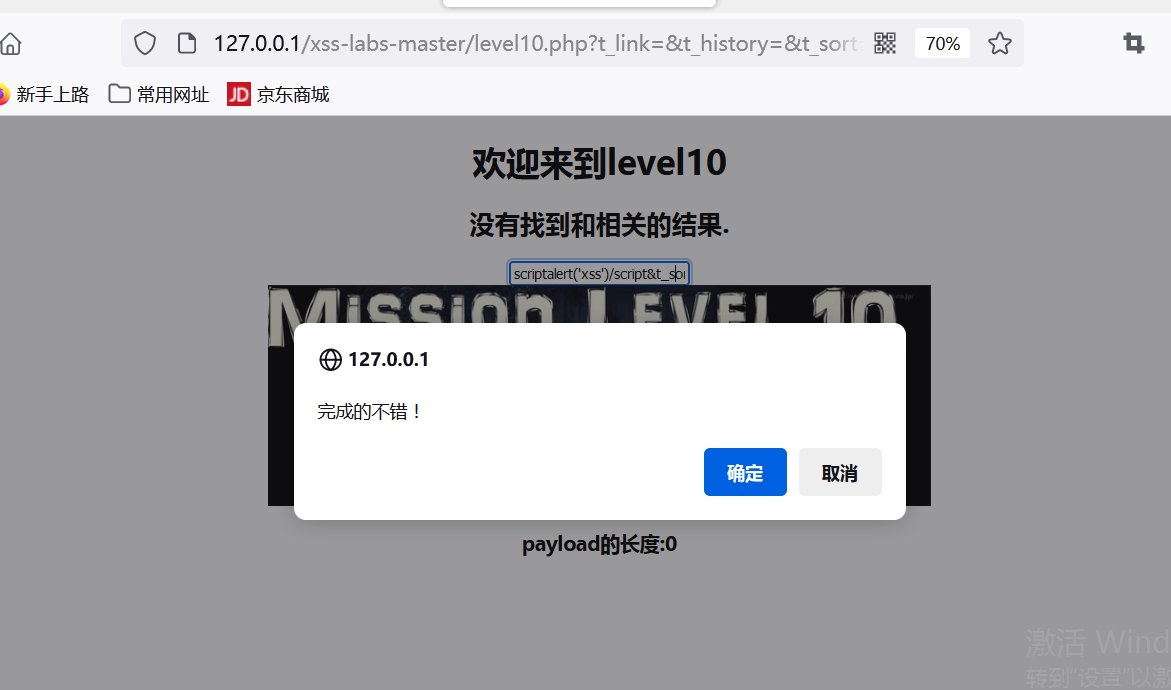 127.0.0.1/xss-labs-master/level10.php?t_link=&t_history=&t_sort=
70%
新手上路
常用网址
JD 京东商城
欢迎来到level10
没有找到和相关的结果.
scriptalert('xss')/script&t_sor
Mission Level 10
127.0.0.1
完成的不错！
确定
取消
payload的长度:0
激活 Wind
转到"设置"以激